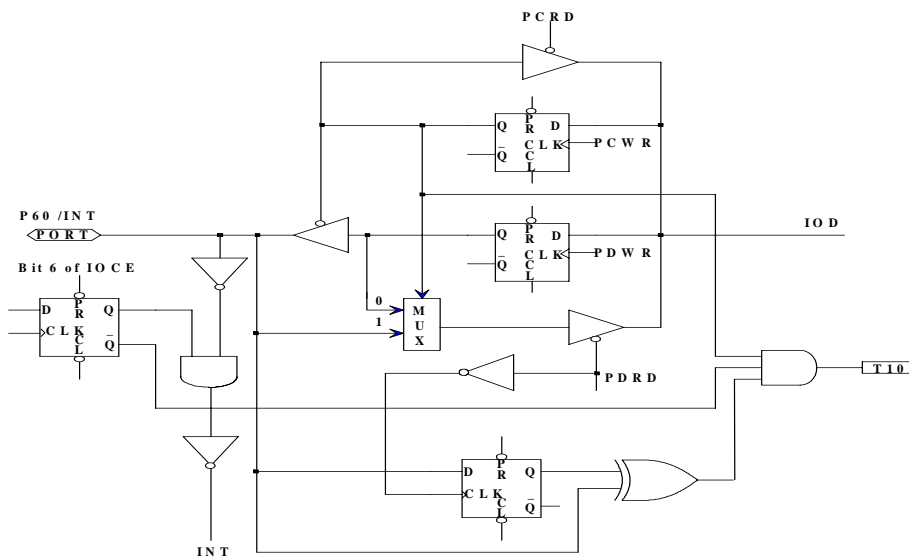 PCRD
Q PR D
CLK PCWR
Q CL
P60/INT
PORT
IOD
Q PR D
CLK PDWR
Q CL
Bit 6 of IOCE
D PR Q
CLK
CL Q
0
1
MUX
PDRD
T10
D PR Q
CLK
CL Q
INT